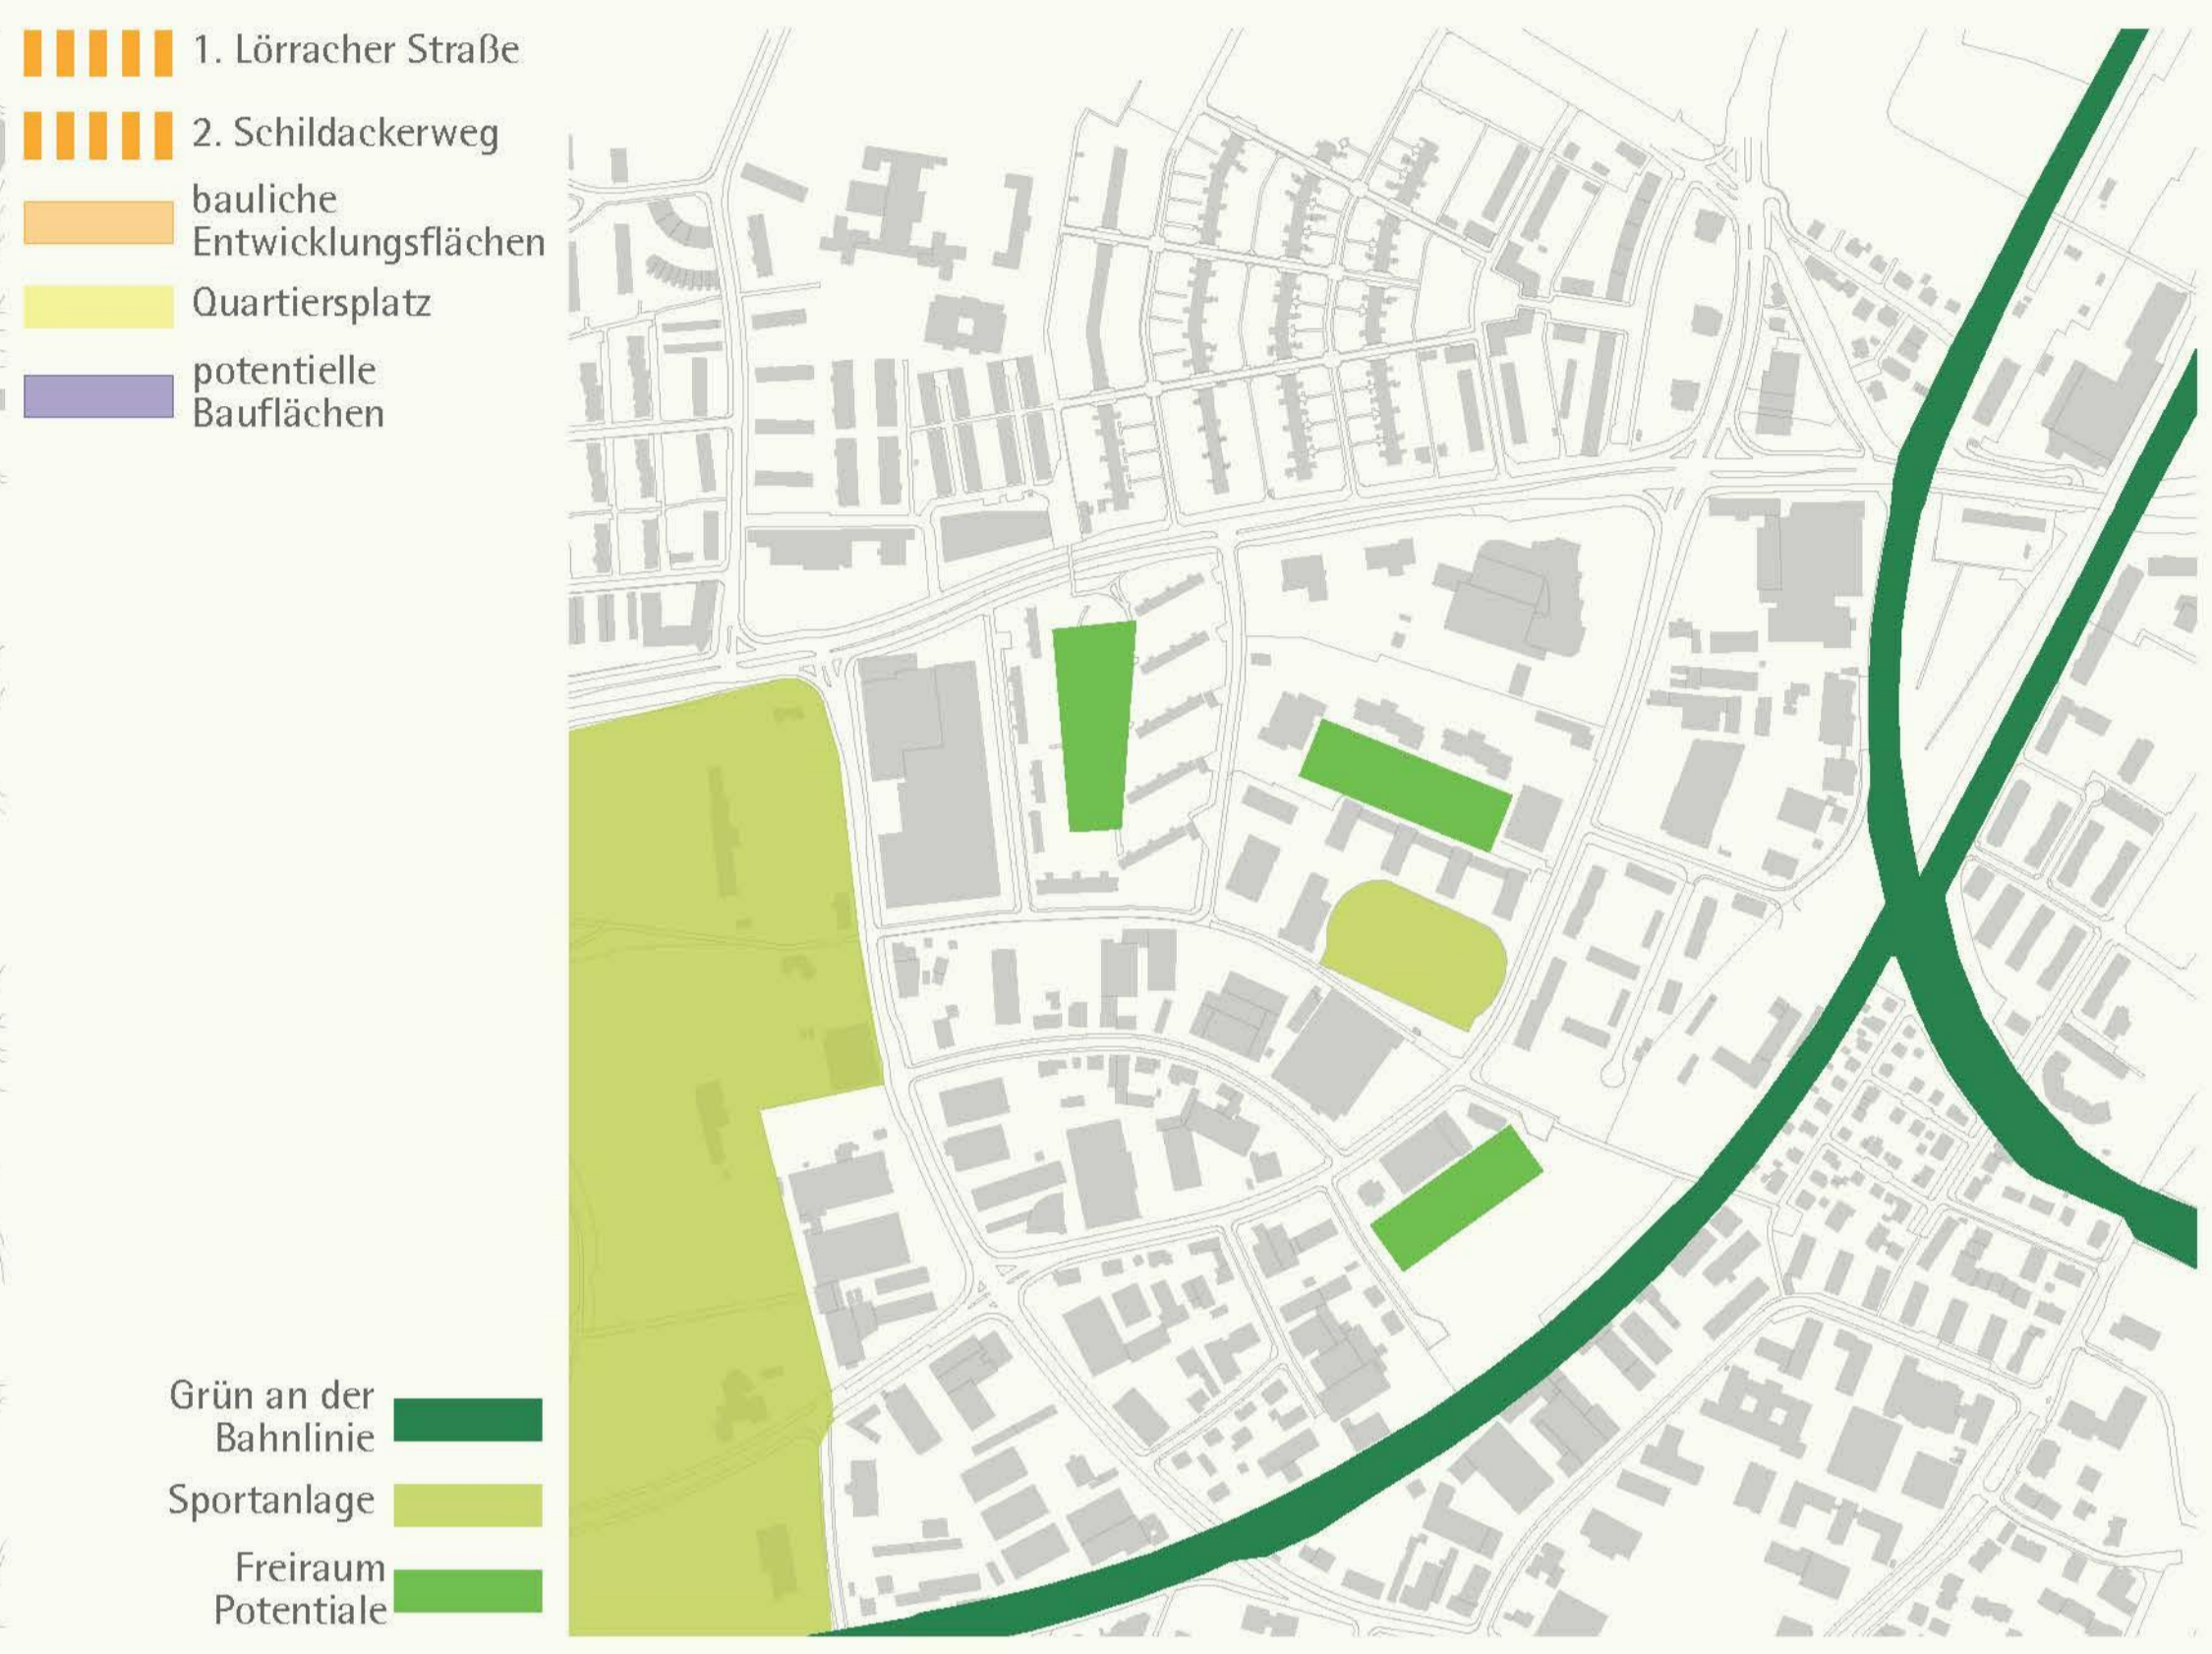 1. Lörracher Straße
2. Schildackerweg
bauliche
Entwicklungsflächen
Quartiersplatz
potentielle
Bauflächen
Grün an der
Bahnlinie
Sportanlage
Freiraum
Potentiale